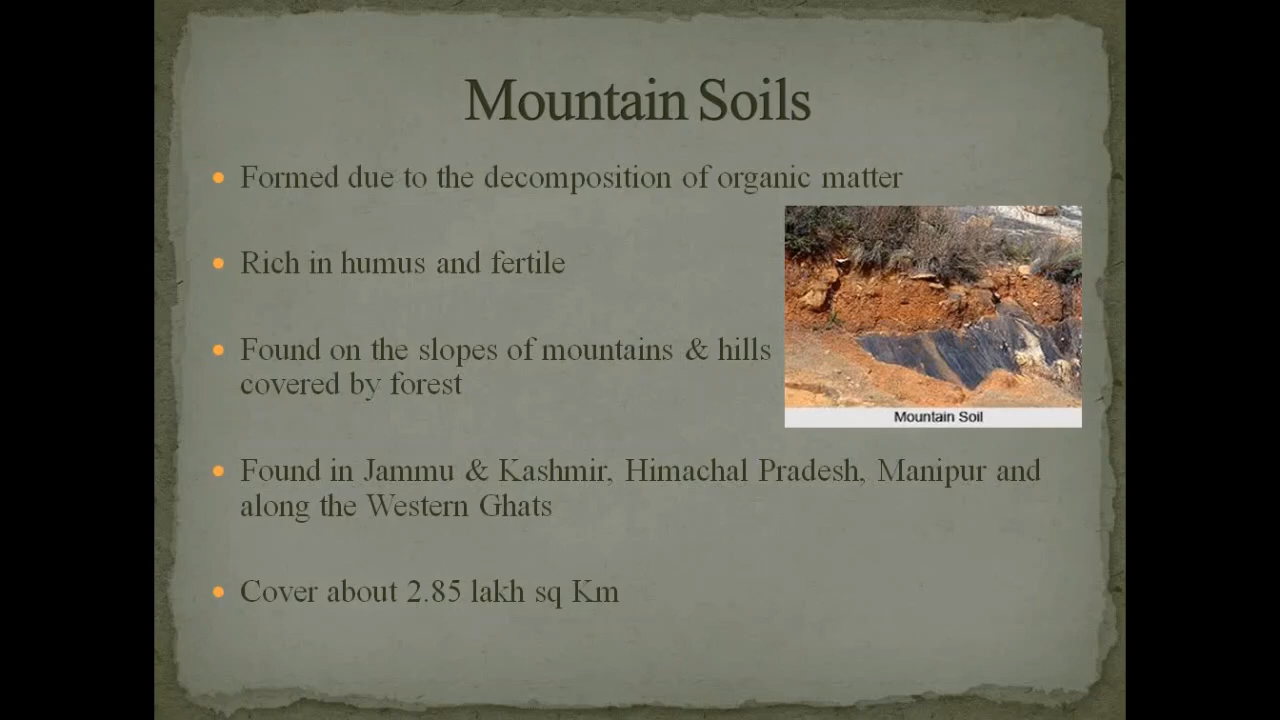 Mountain Soils
Formed due to the decomposition of organic matter
Rich in humus and fertile
Found on the slopes of mountains & hills
covered by forest
Mountain Soil
Found in Jammu & Kashmir, Himachal Pradesh, Manipur and
along the Western Ghats
Cover about 2.85 lakh sq Km